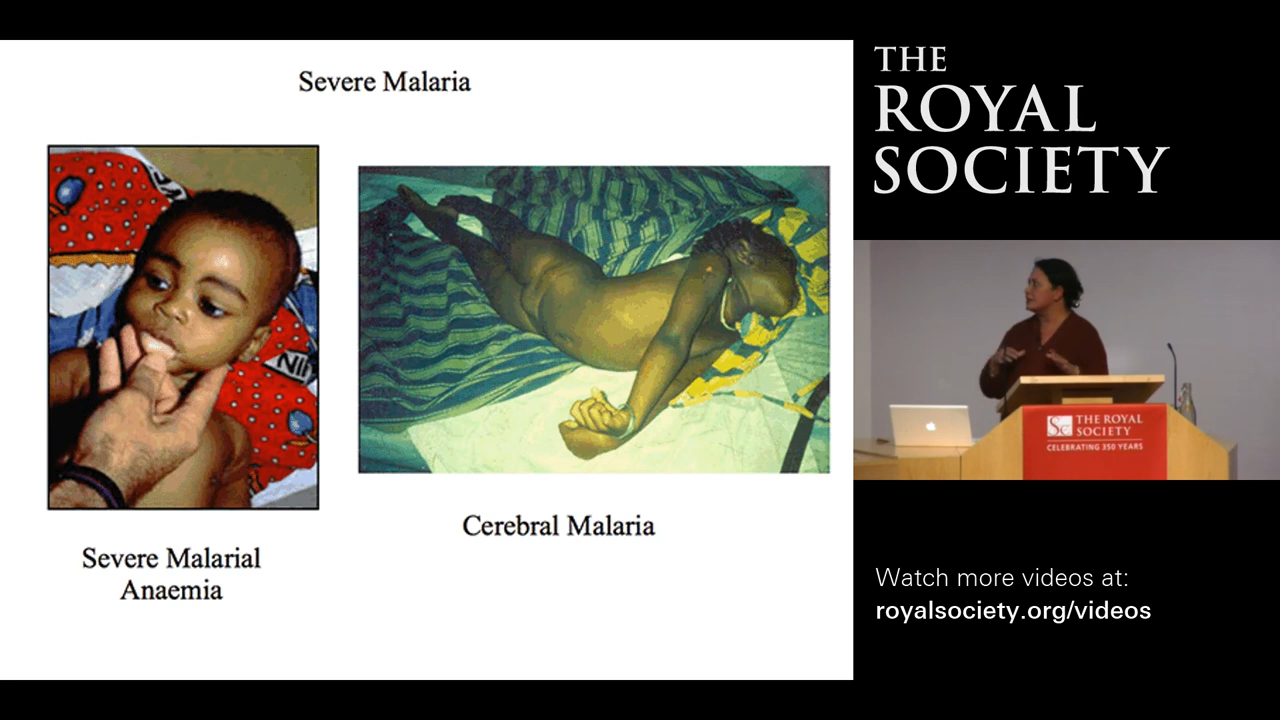 Severe Malaria
Severe Malarial
Anaemia
Cerebral Malaria
THE
ROYAL
SOCIETY
THE ROYAL
SOCIETY
CELEBRATING 350 YEARS
Watch more videos at:
royalsociety.org/videos